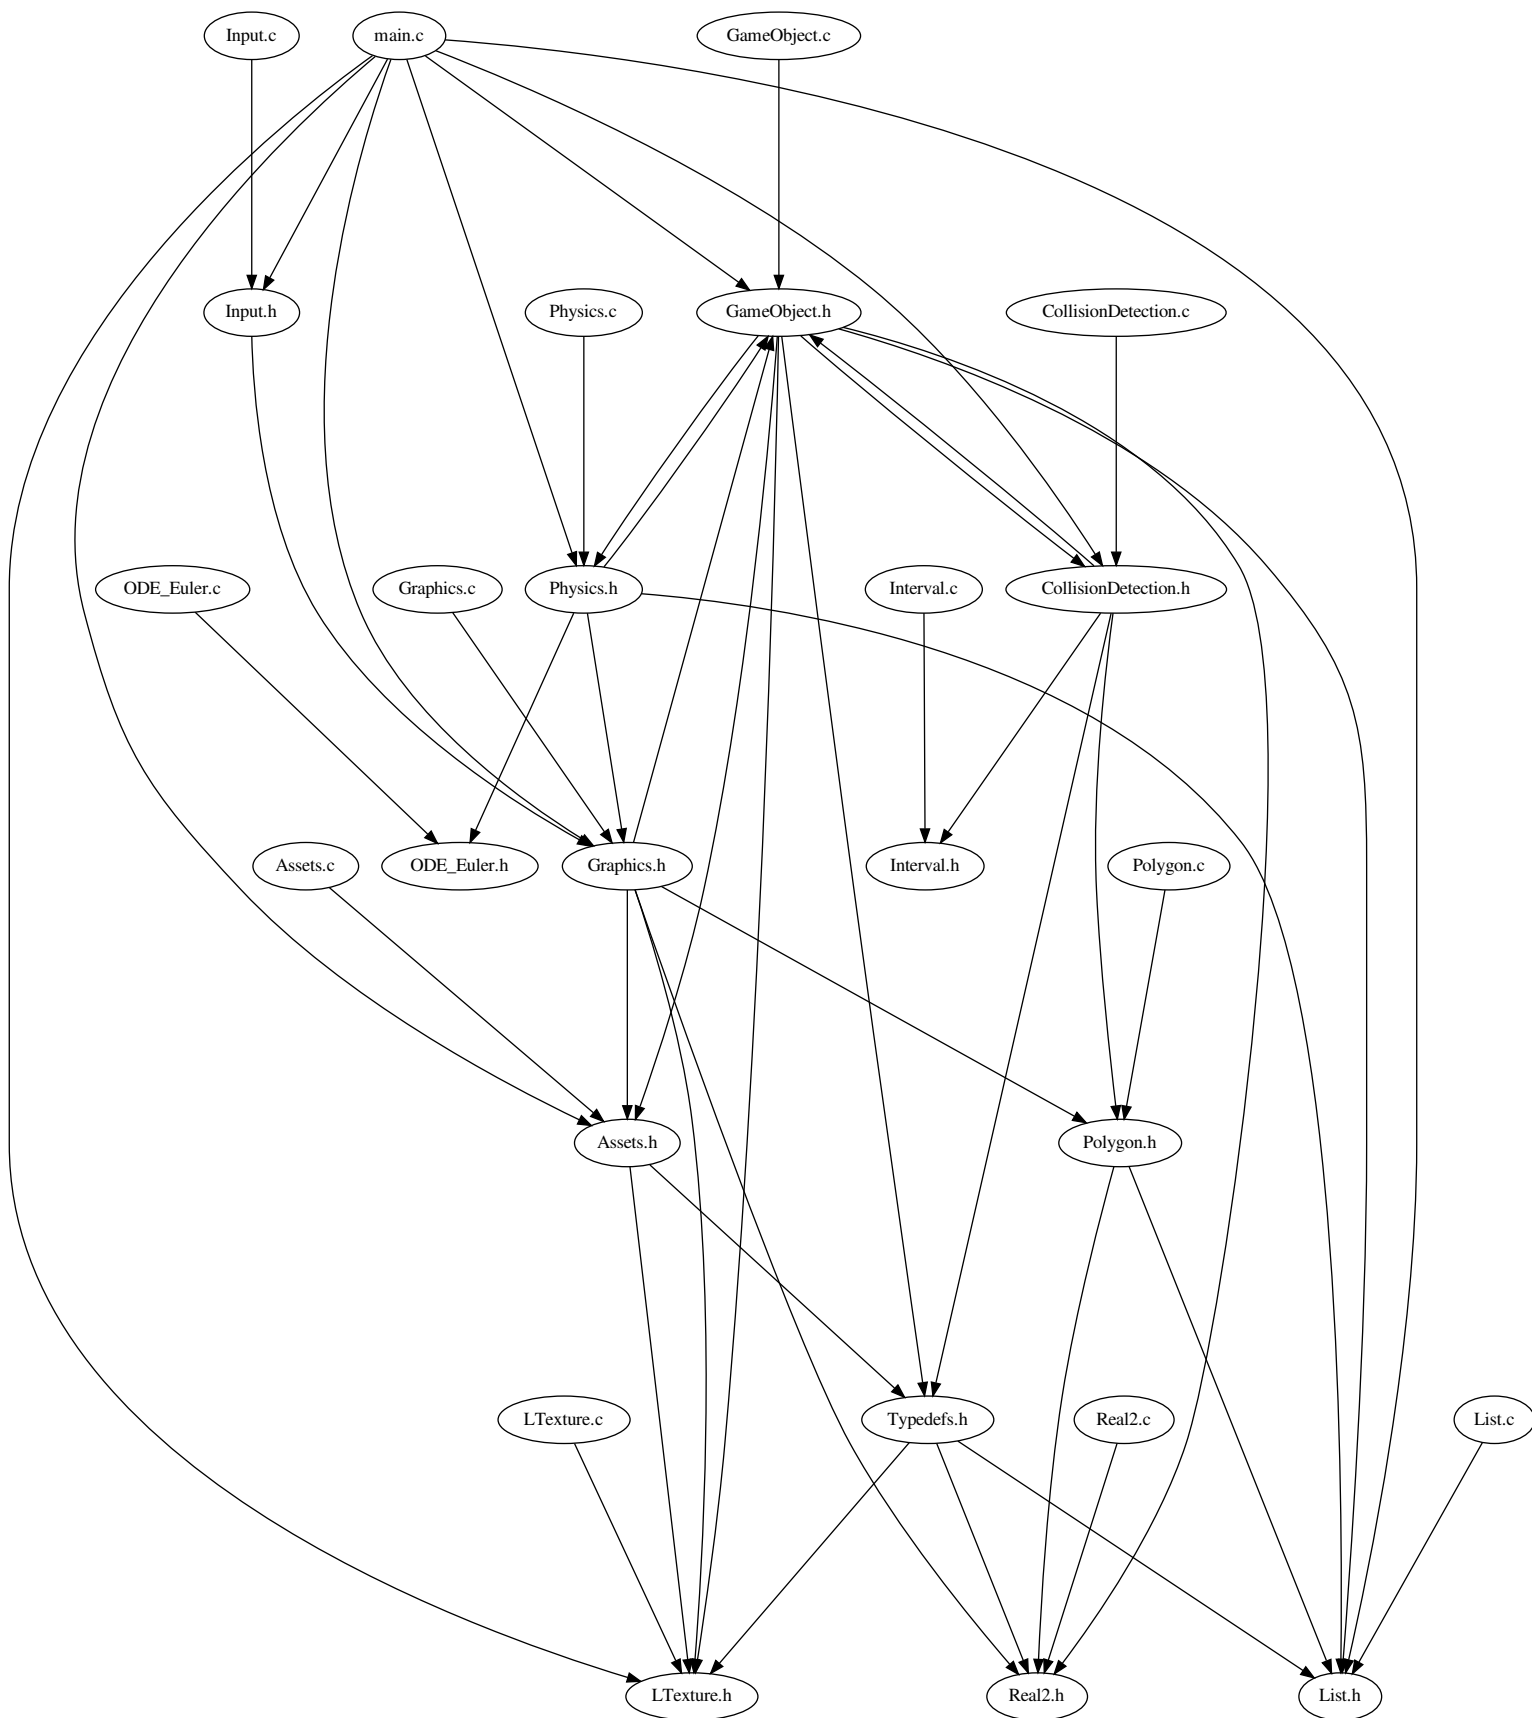 Input.c
main.c
GameObject.c
Input.h
Physics.c
GameObject.h
CollisionDetection.c
ODE_Euler.c
Graphics.c
Physics.h
Interval.c
CollisionDetection.h
Assets.c
ODE_Euler.h
Graphics.h
Interval.h
Polygon.c
Assets.h
Polygon.h
LTexture.c
Typedefs.h
Real2.c
List.c
LTexture.h
Real2.h
List.h